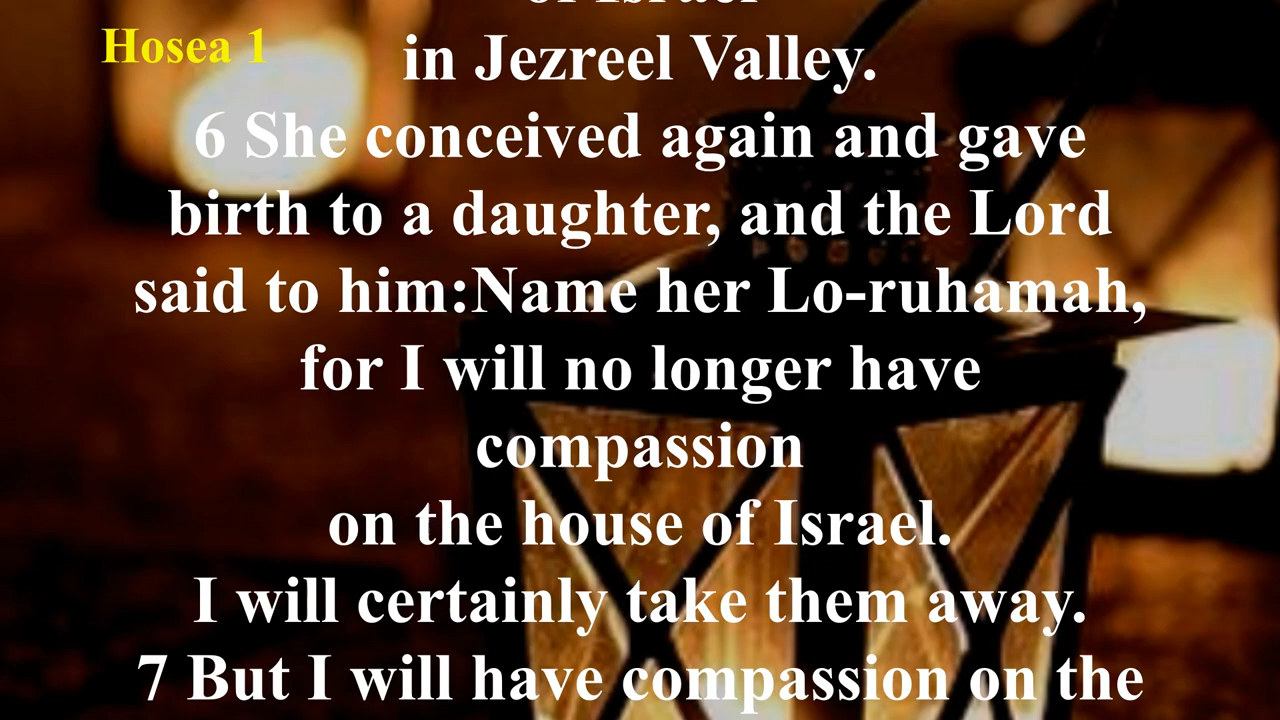 of Israel
Hosea 1
in Jezreel Valley.
6 She conceived again and gave
birth to a daughter, and the Lord
said to him:Name her Lo-ruhamah,
for I will no longer have
compassion
on the house of Israel.
I will certainly take them away.
7 But I will have compassion on the